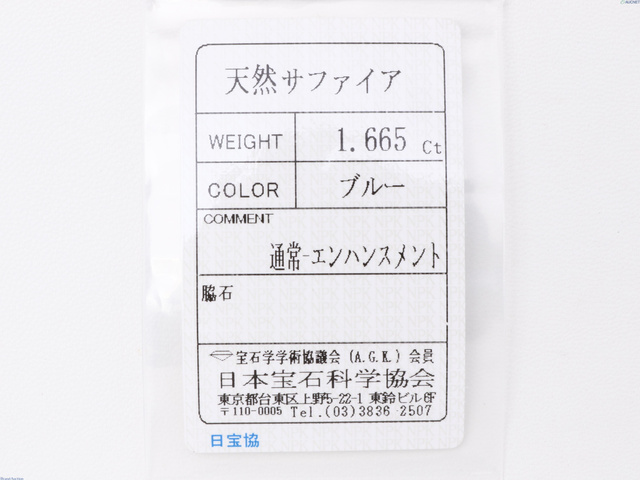 天然サファイア
WEIGHT 1.665 Ct
COLOR ブルー
COMMENT
通常-エンハンスメント
脇石
宝石学学術協議会 (A.G.K.) 会員
日本宝石科学協会
東京都台東区上野5-22-1 東鈴ビル6F
〒110-0005 Tel.(03)3836 2507
日宝協